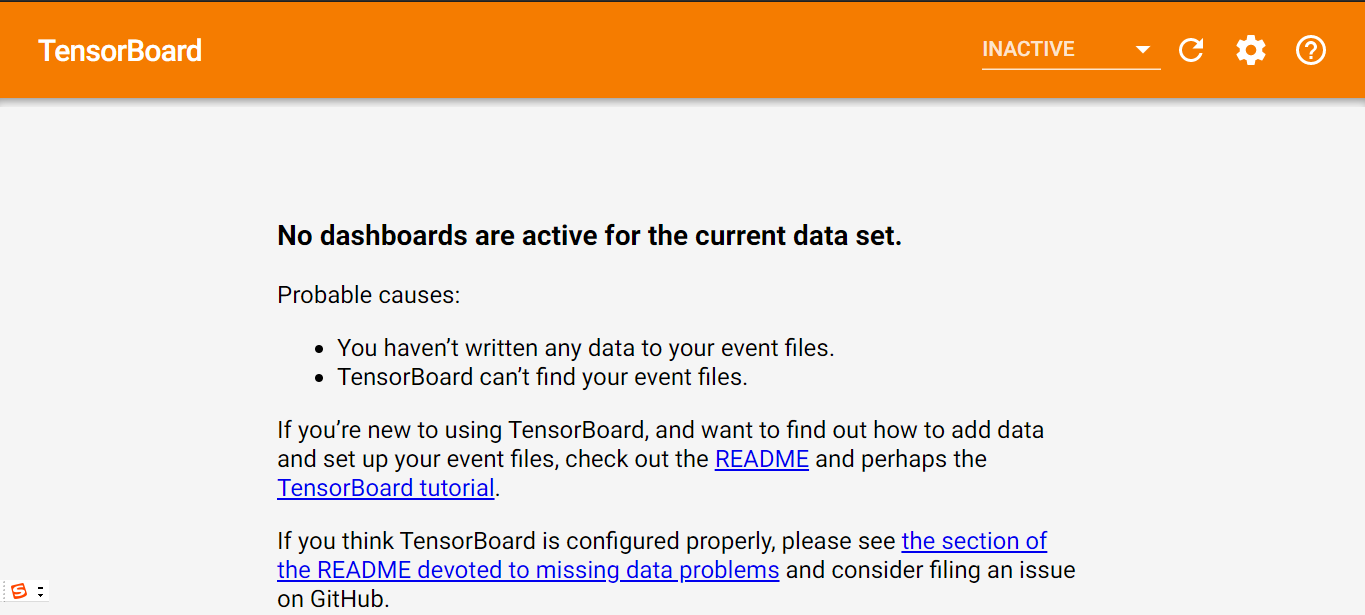 TensorBoard
INACTIVE
No dashboards are active for the current data set.
Probable causes:
• You haven’t written any data to your event files.
• TensorBoard can’t find your event files.
If you’re new to using TensorBoard, and want to find out how to add data
and set up your event files, check out the README and perhaps the
TensorBoard tutorial.
If you think TensorBoard is configured properly, please see the section of
the README devoted to missing data problems and consider filing an issue
on GitHub.